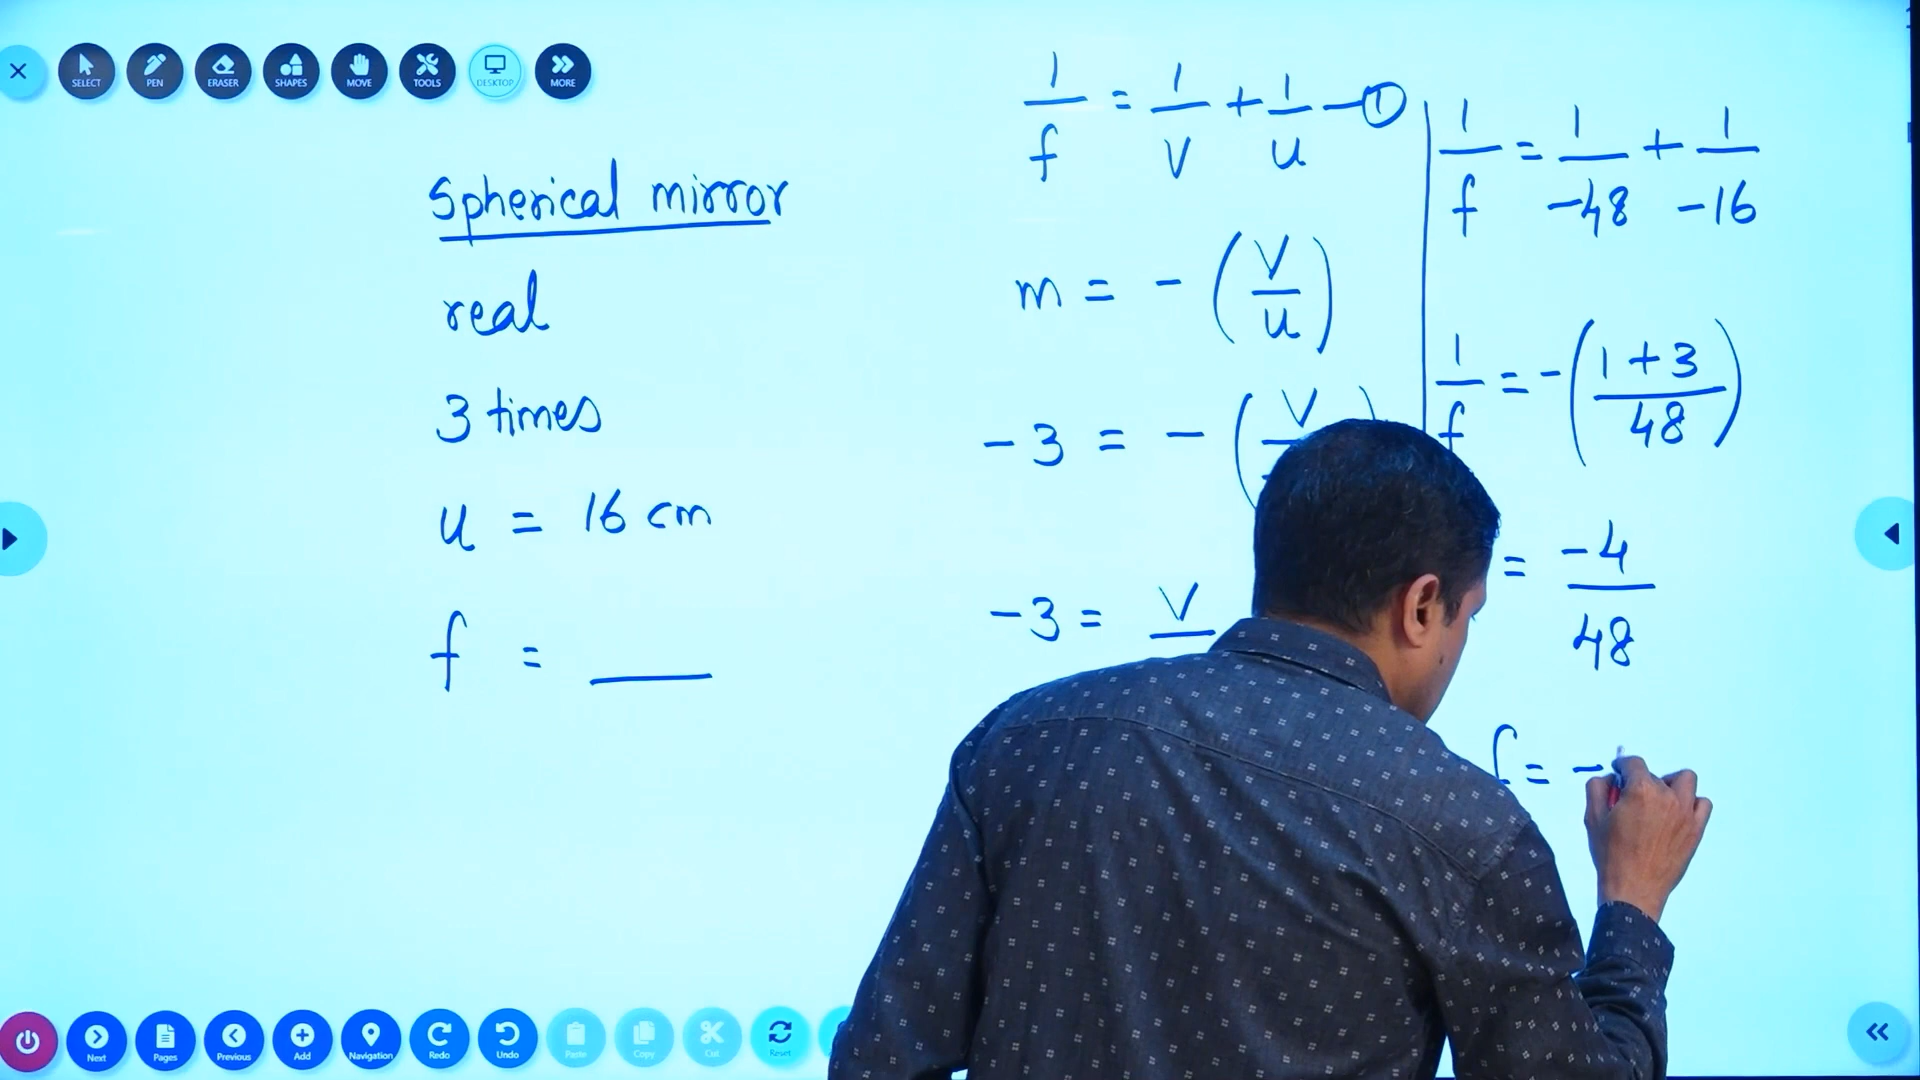 SELECT PEN ERASER SHAPES MOVE TOOLS DESKTOP MORE
Spherical mirror
real
3 times
u = 16 cm
f = ___
1/f = 1/v + 1/u —①
m = - (v/u)
-3 = - (v
-3 = v
1/f = 1/-48 + 1/-16
1/f = -(1+3/48)
= -4/48
f = -
Next Pages Previous Add Navigation Redo Undo Paste Copy Cut Reset